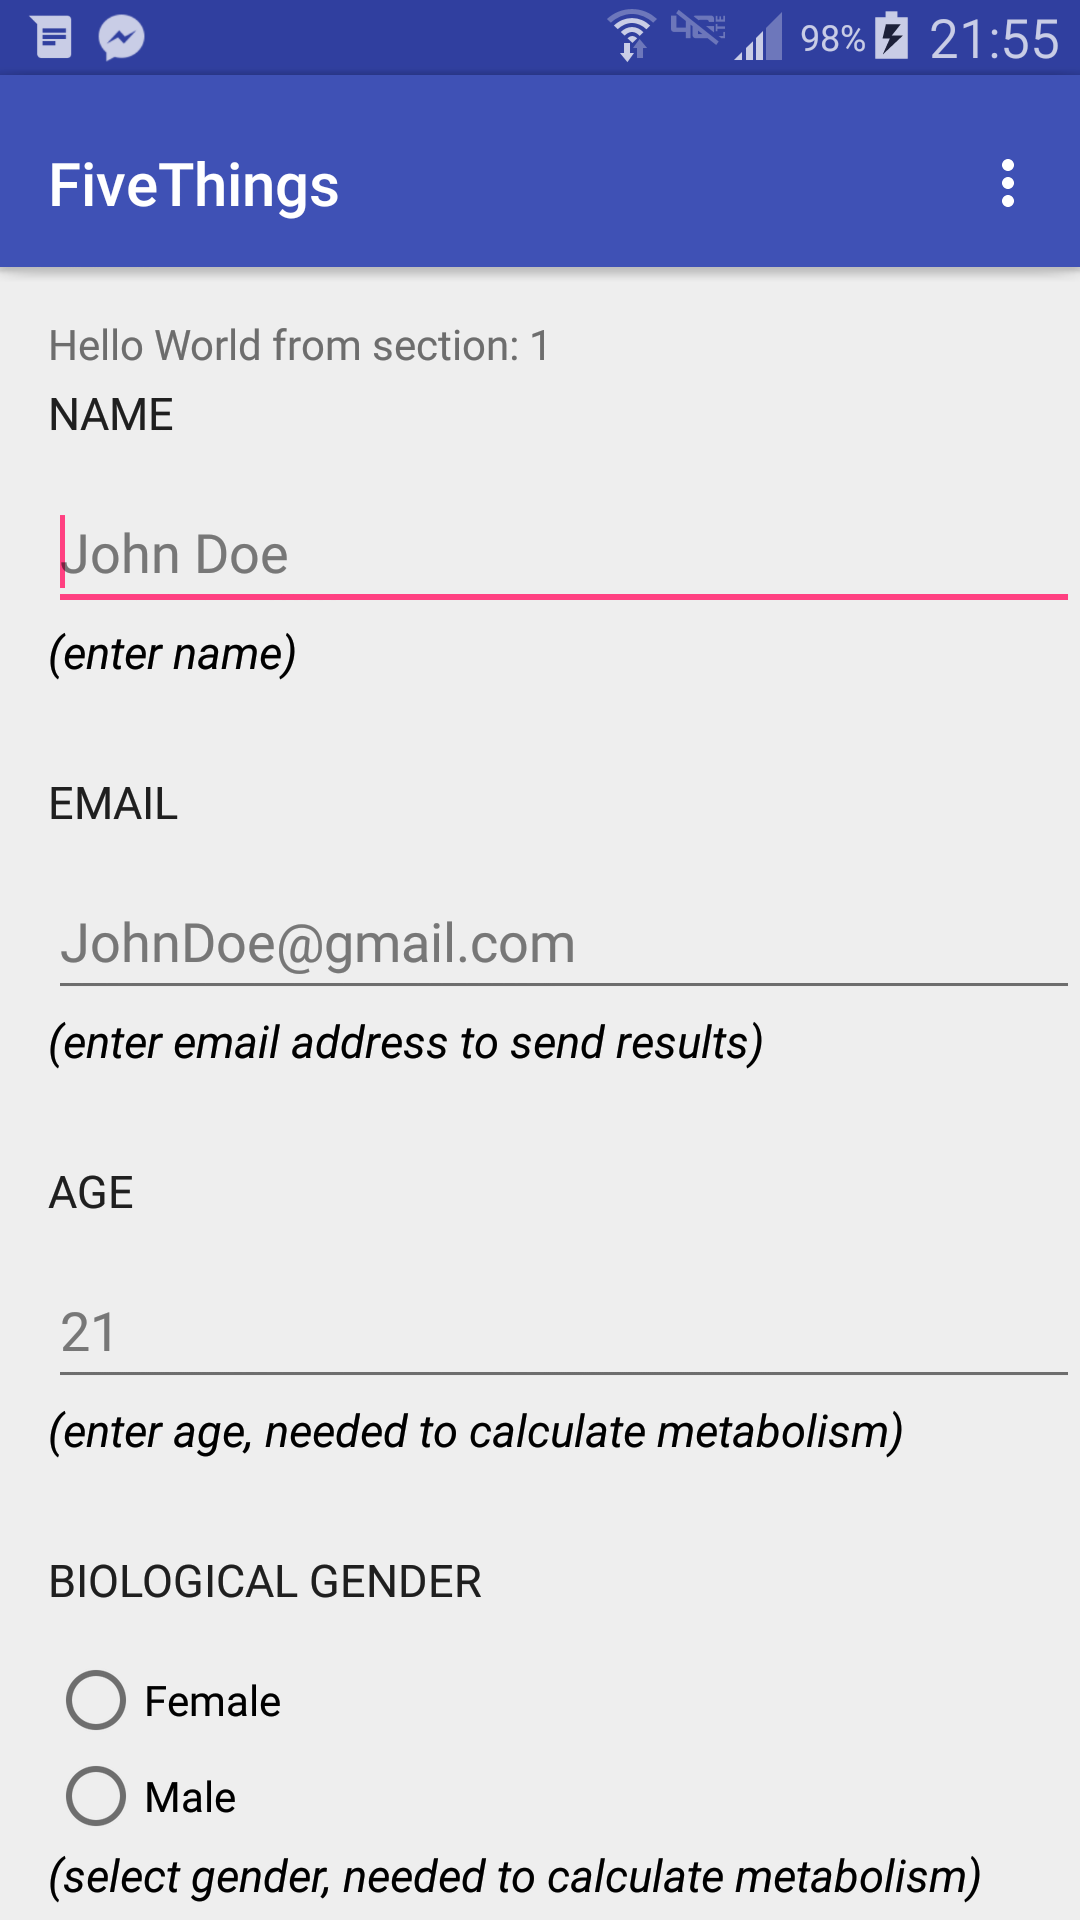 98% 21:55
FiveThings
Hello World from section: 1
NAME
John Doe
(enter name)
EMAIL
JohnDoe@gmail.com
(enter email address to send results)
AGE
21
(enter age, needed to calculate metabolism)
BIOLOGICAL GENDER
Female
Male
(select gender, needed to calculate metabolism)